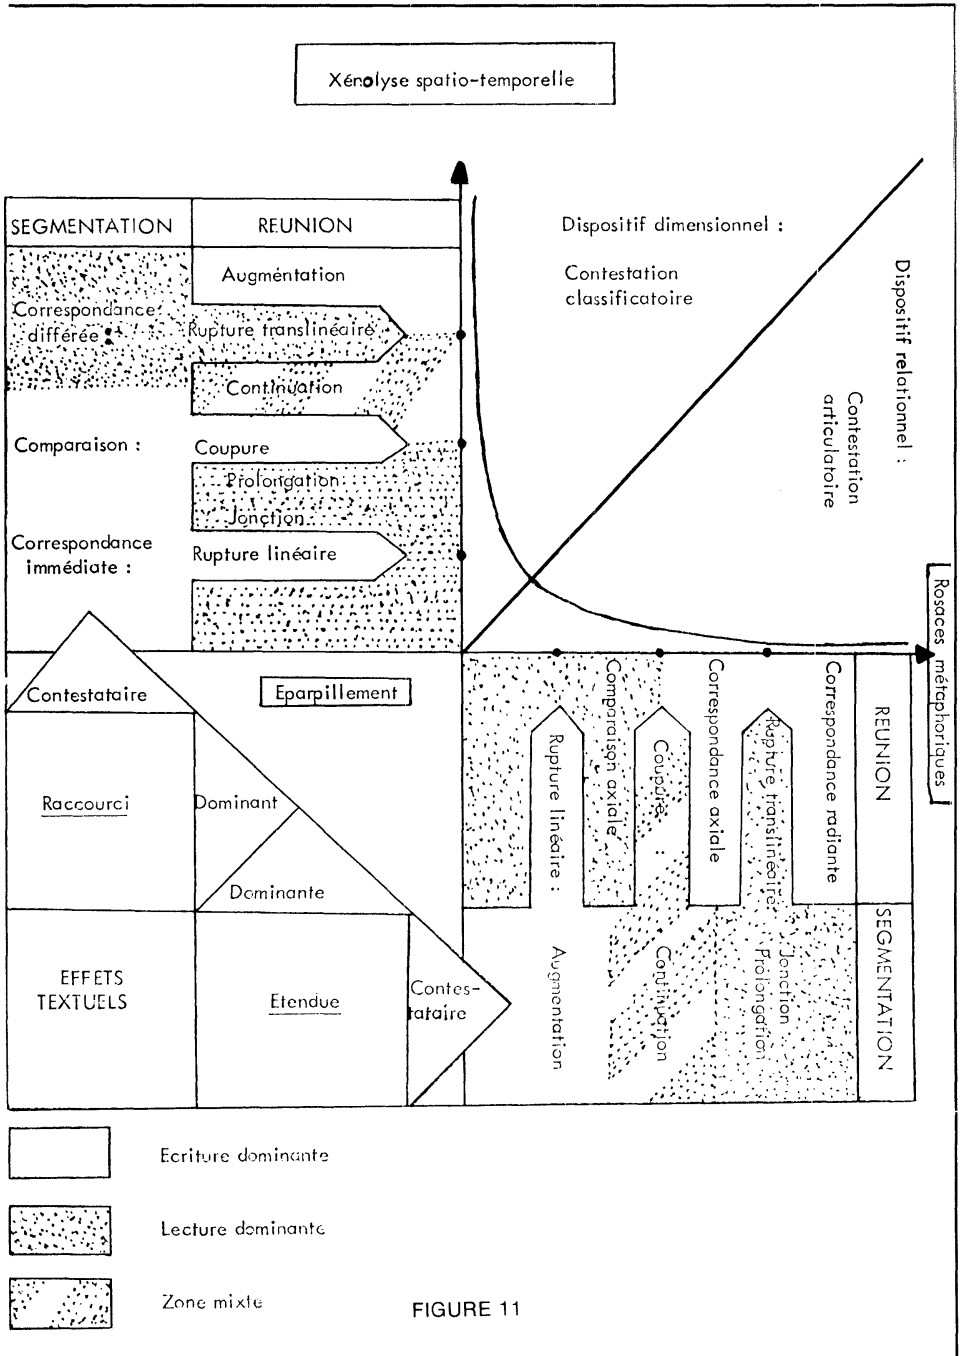 Xénolyse spatio-temporelle
SEGMENTATION
REUNION
Augméntation
Correspondance
différée :
Rupture translinéaire
Continuation
Comparaison :
Coupure
Prolongation
Jonction
Correspondance
immédiate :
Rupture linéaire
Dispositif dimensionnel :
Contestation
classificatoire
Dispositif relationnel :
Contestation
articulatoire
Rosaces métaphoriques
Contestataire
Eparpillement
Raccourci
Dominant
Dominante
EFFETS
TEXTUELS
Etendue
Contes-
tataire
Rupture linéaire :
Comparaison axiale
Coupure
Correspondance axiale
Rupture translinéaire
Correspondance radiante
REUNION
Augmentation
Continuation
Jonction
Prolongation
SEGMENTATION
Ecriture dominante
Lecture dominante
Zone mixte
FIGURE 11